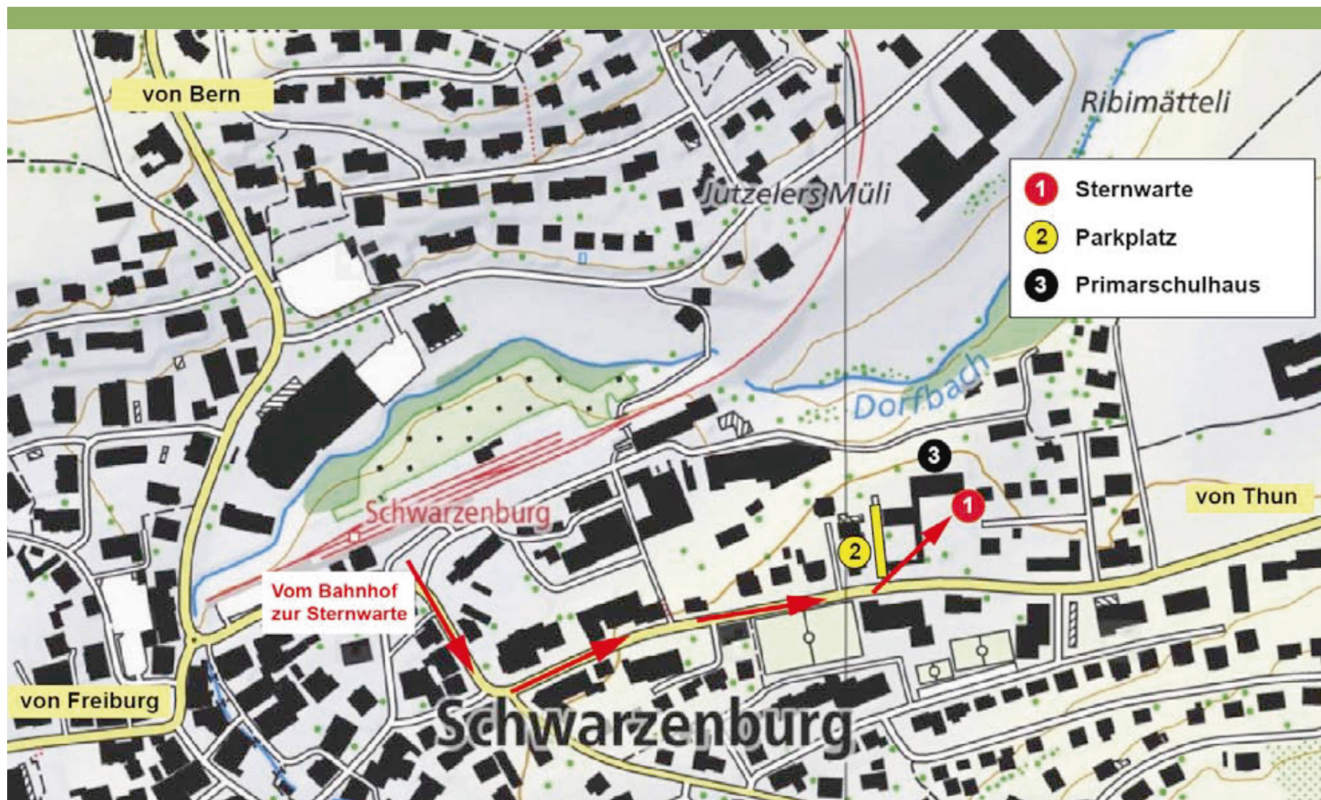 von Bern
Ribimätteli
Jutzelers Müli
1 Sternwarte
2 Parkplatz
3 Primarschulhaus
Dorfbach
3
1
von Thun
Schwarzenburg
2
Vom Bahnhof
zur Sternwarte
von Freiburg
Schwarzenburg